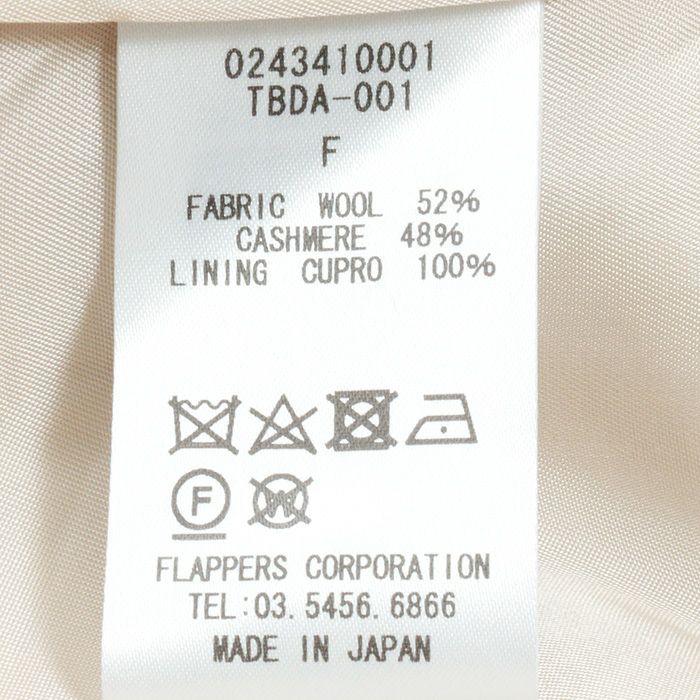 0243410001
TBDA-001
F
FABRIC WOOL 52%
CASHMERE 48%
LINING CUPRO 100%
F W
FLAPPERS CORPORATION
TEL:03.5456.6866
MADE IN JAPAN